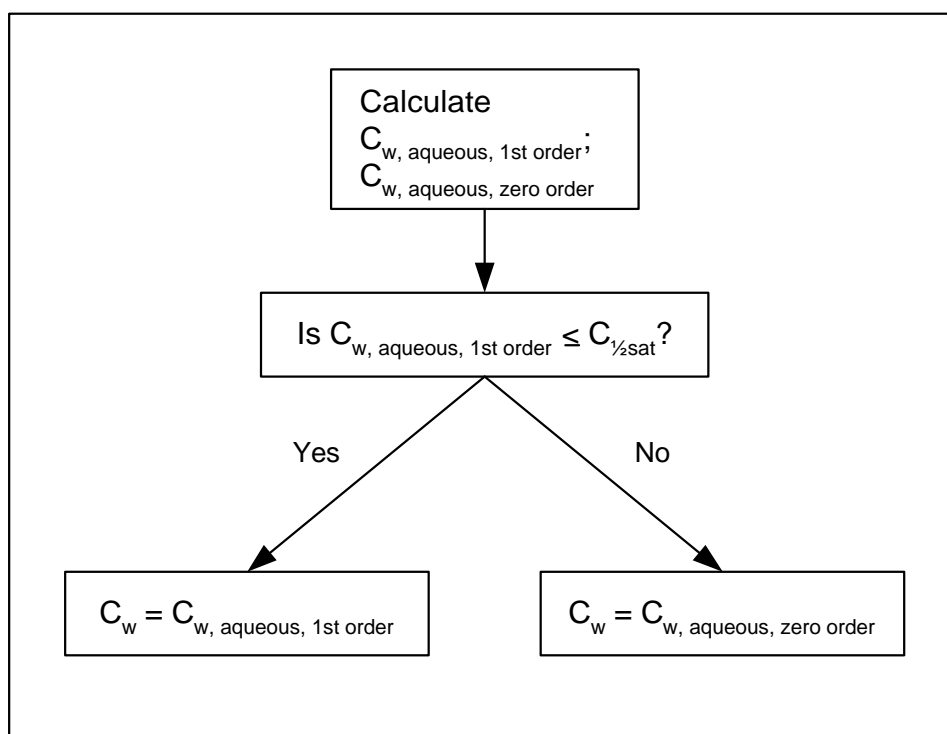 Calculate
C_w, aqueous, 1st order;
C_w, aqueous, zero order
Is C_w, aqueous, 1st order ≤ C_½sat?
Yes
No
C_w = C_w, aqueous, 1st order
C_w = C_w, aqueous, zero order